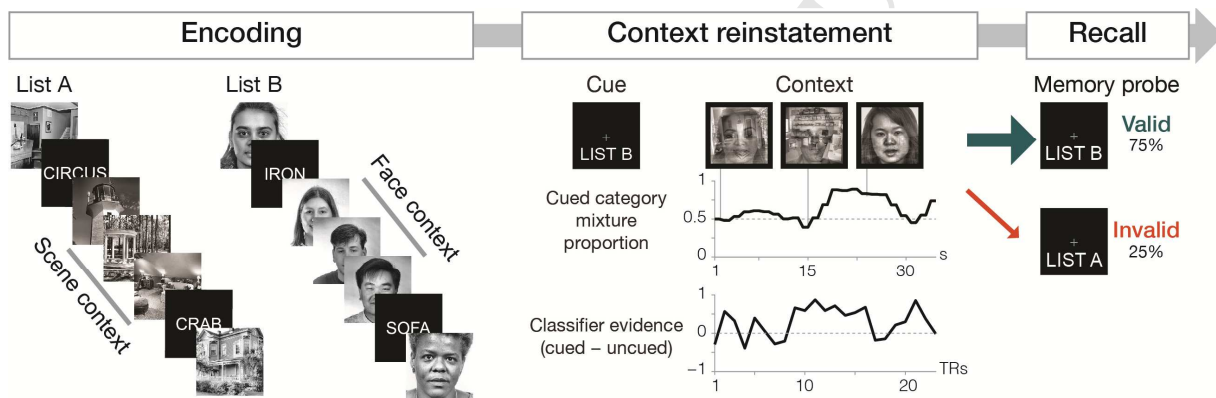 Encoding
Context reinstatement
Recall
List A
List B
CIRCUS
IRON
Scene context
Face context
CRAB
SOFA
Cue
Context
+
LIST B
Cued category
mixture
proportion
1
0.5
0
1
15
30
s
Classifier evidence
(cued – uncued)
1
0
−1
1
10
20
TRs
Memory probe
+
LIST B
Valid
75%
+
LIST A
Invalid
25%